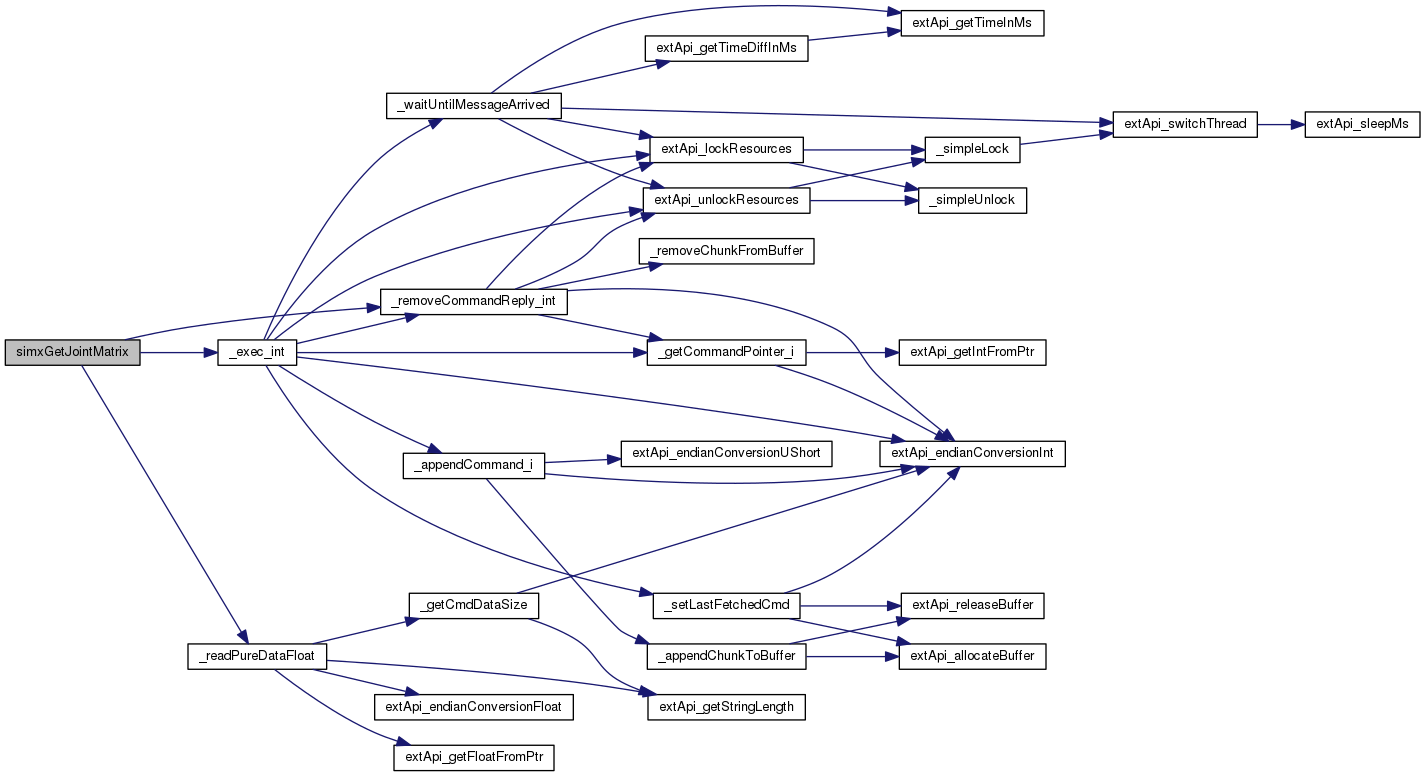 extApi_getTimeInMs
extApi_getTimeDiffInMs
_waitUntilMessageArrived
extApi_switchThread
extApi_sleepMs
extApi_lockResources
_simpleLock
extApi_unlockResources
_simpleUnlock
_removeChunkFromBuffer
_removeCommandReply_int
simxGetJointMatrix
_exec_int
_getCommandPointer_i
extApi_getIntFromPtr
extApi_endianConversionUShort
extApi_endianConversionInt
_appendCommand_i
_getCmdDataSize
_setLastFetchedCmd
extApi_releaseBuffer
_readPureDataFloat
_appendChunkToBuffer
extApi_allocateBuffer
extApi_endianConversionFloat
extApi_getStringLength
extApi_getFloatFromPtr